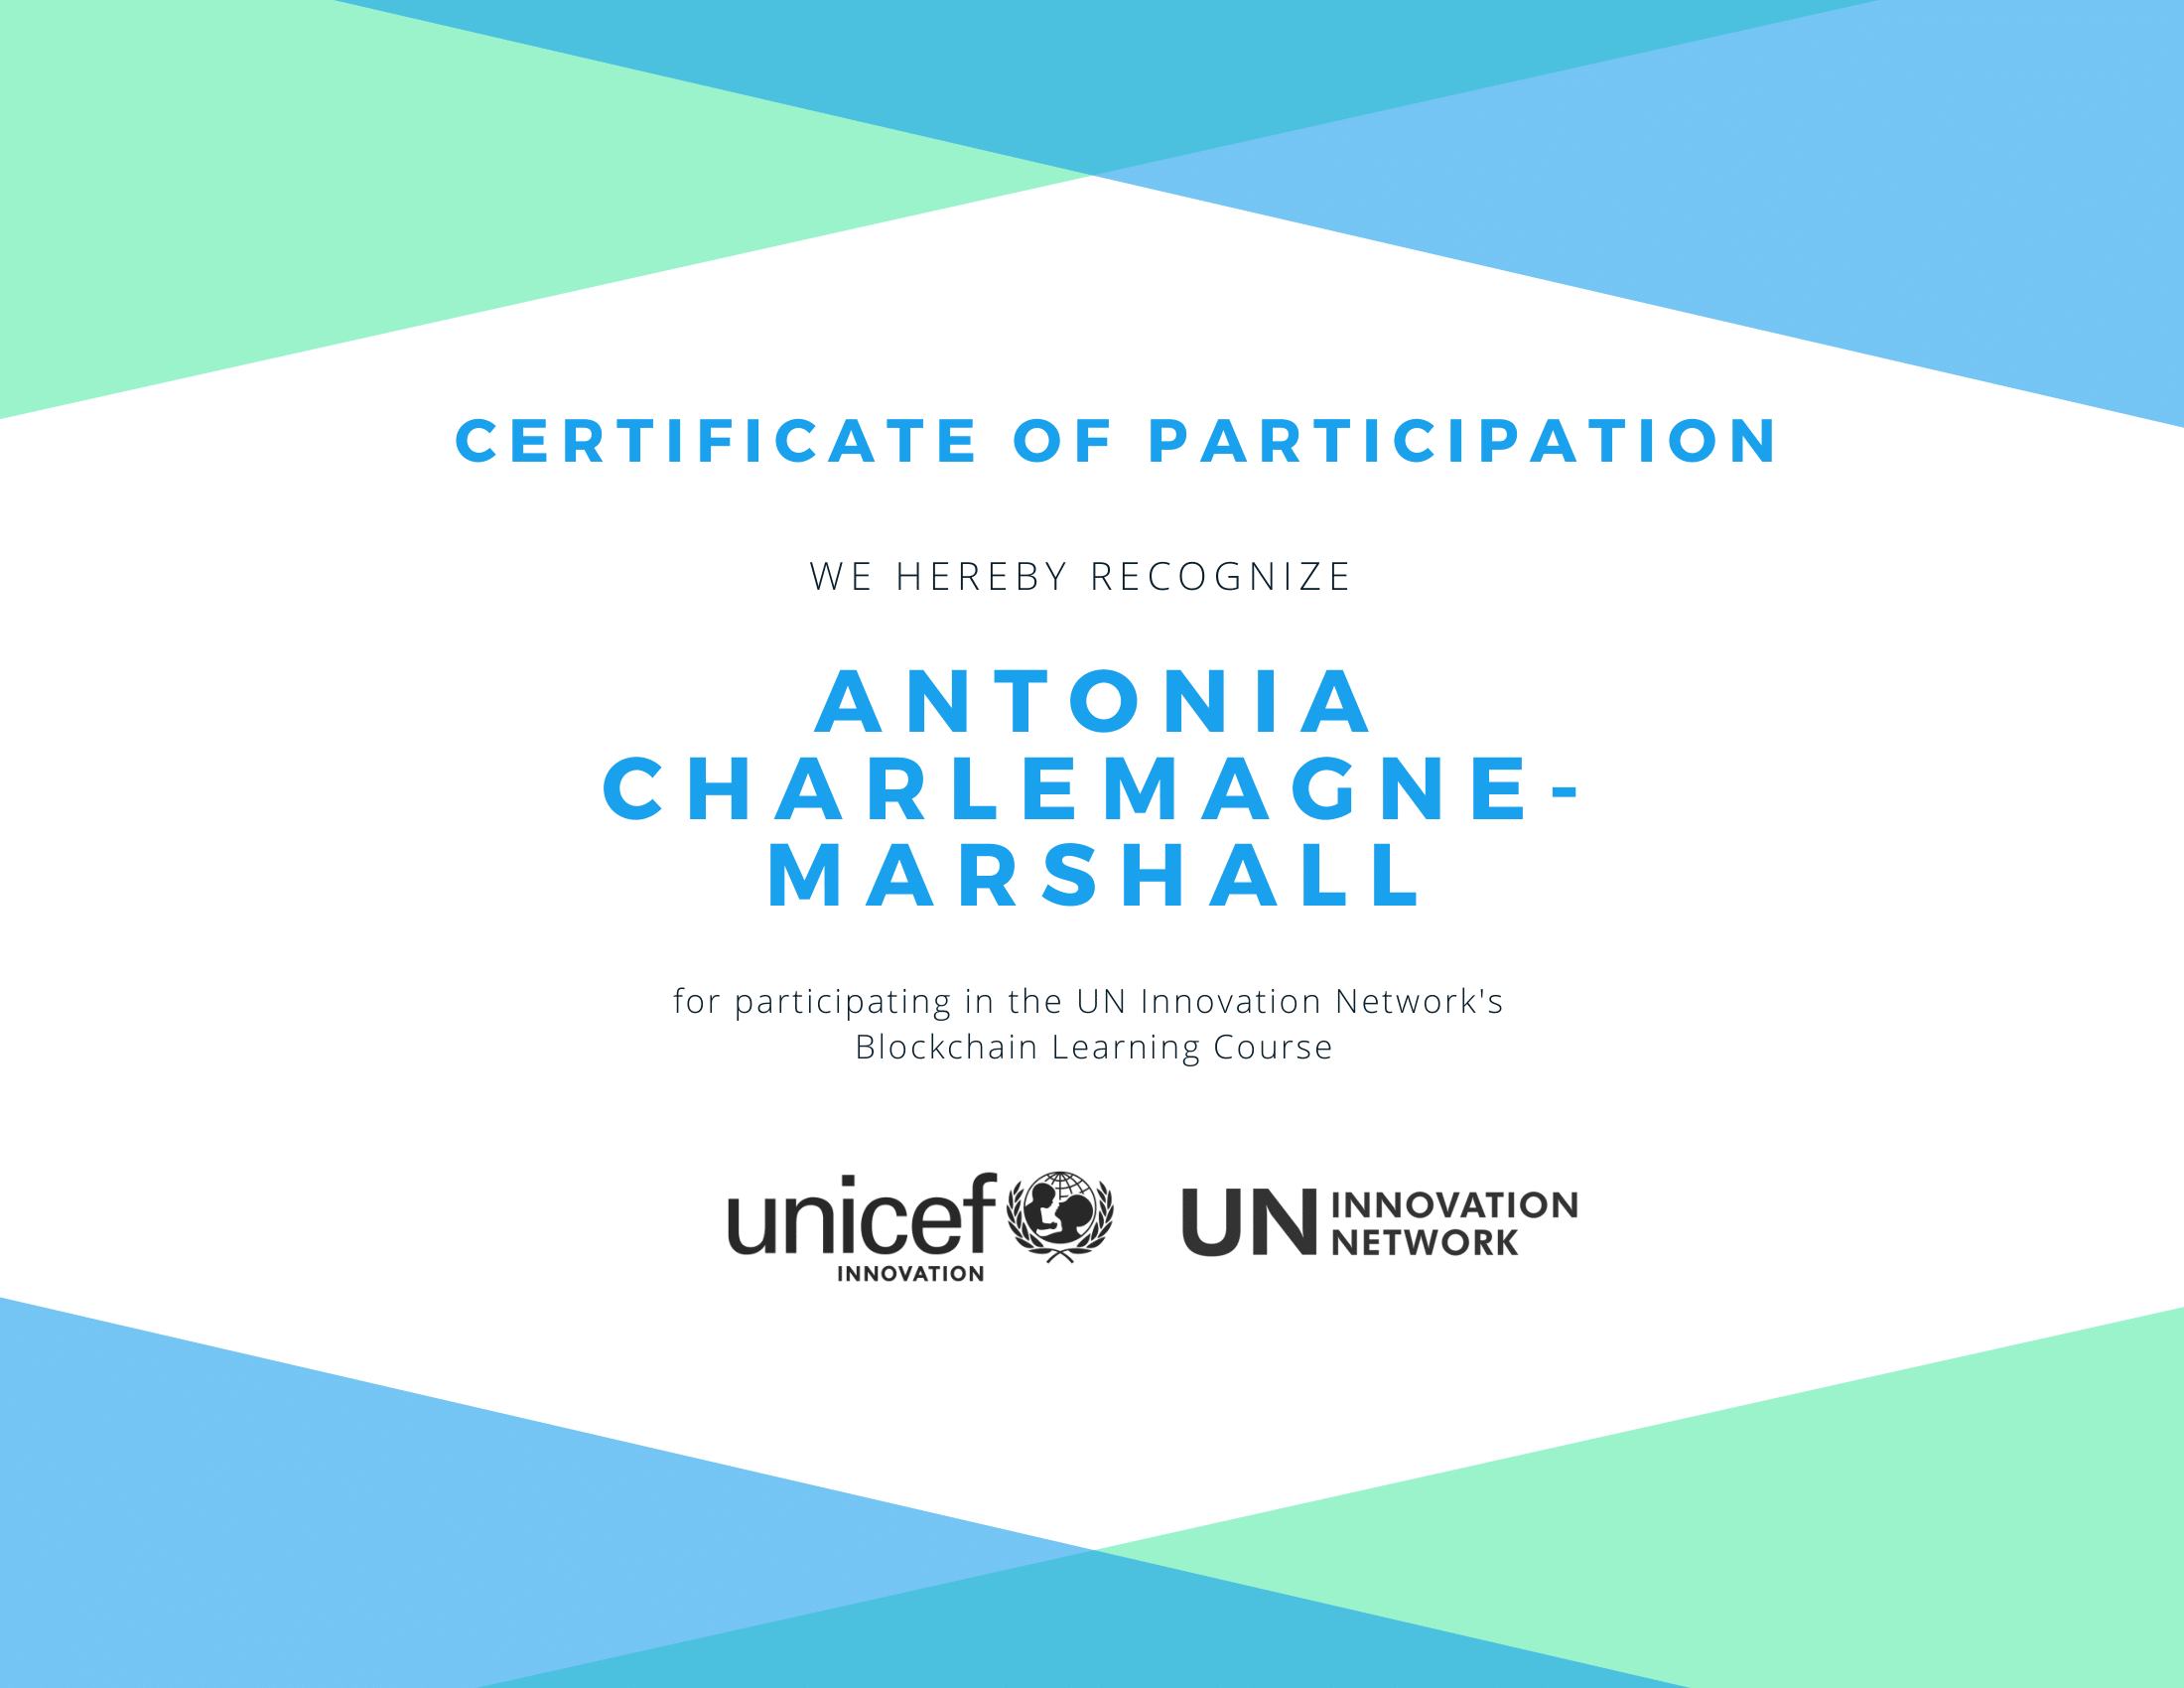 CERTIFICATE OF PARTICIPATION
WE HEREBY RECOGNIZE
ANTONIA
CHARLEMAGNE-
MARSHALL
for participating in the UN Innovation Network's
Blockchain Learning Course
unicef
INNOVATION
UN INNOVATION
NETWORK